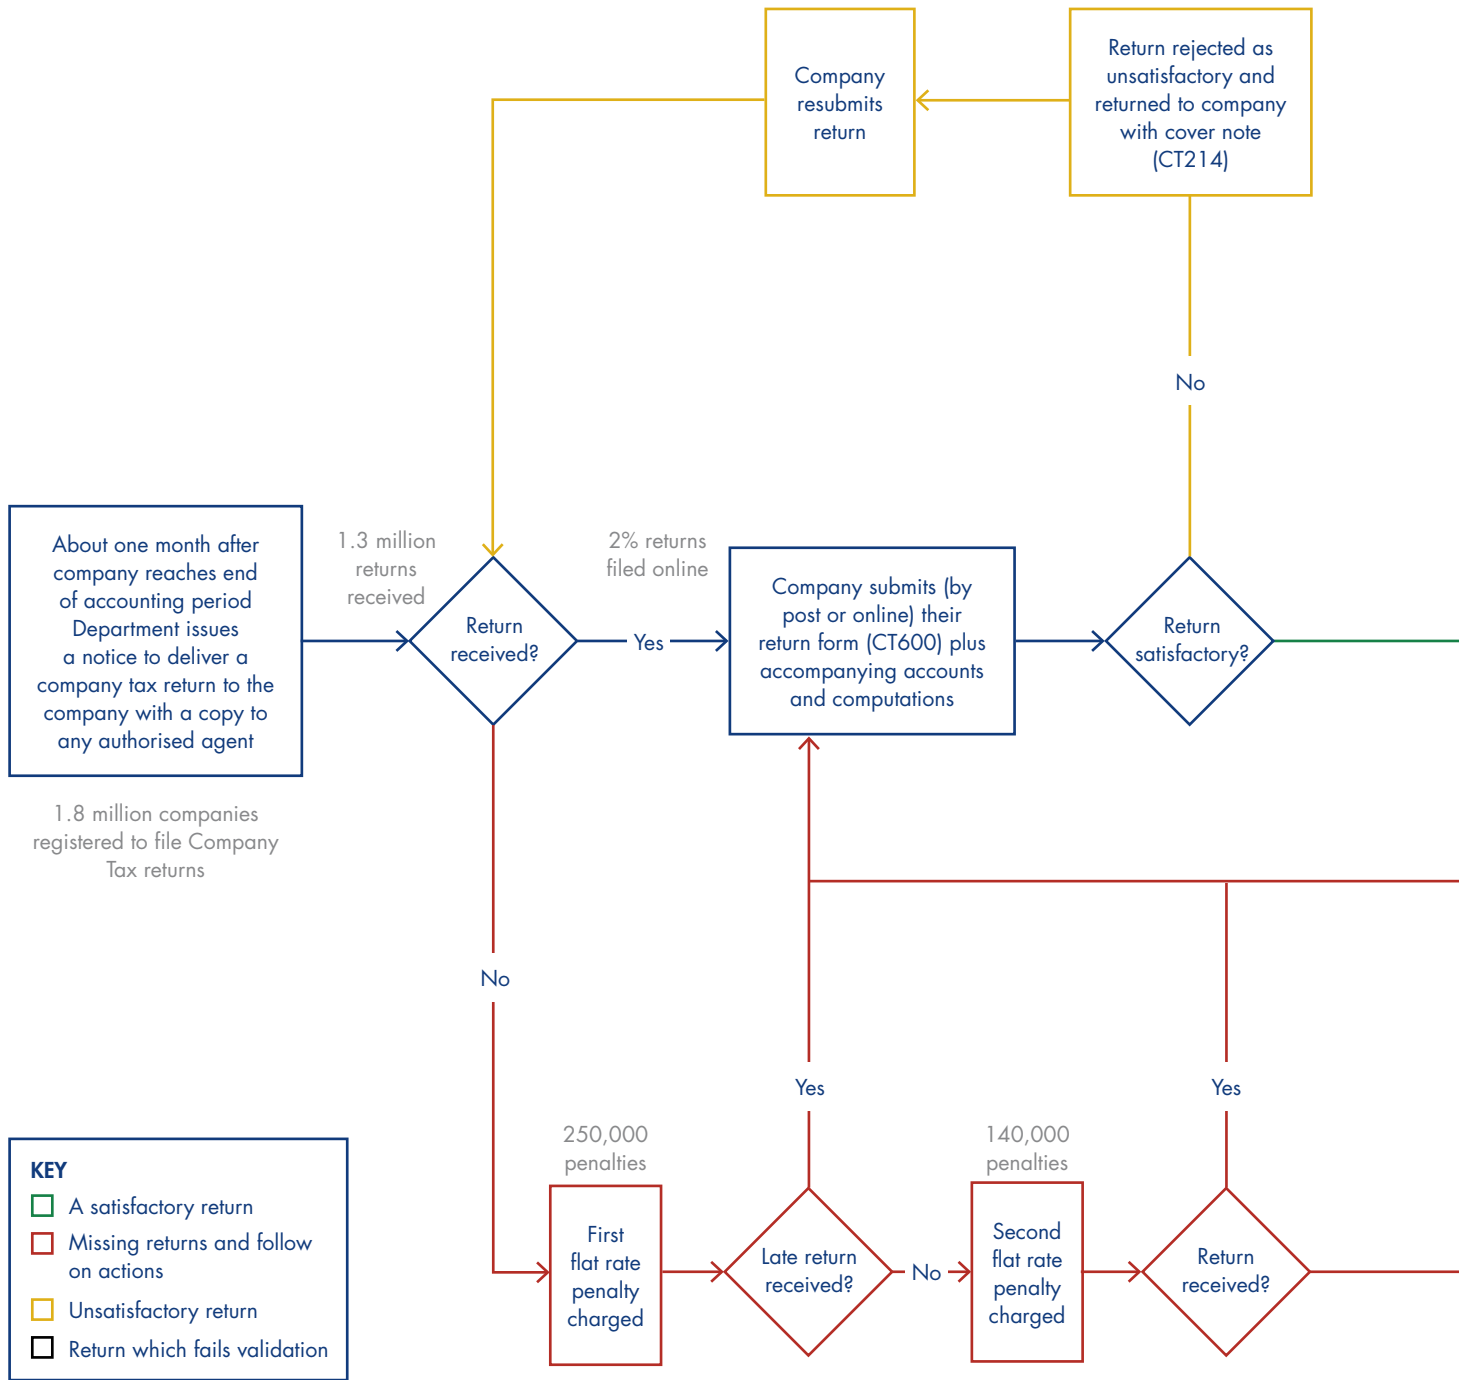 Company
resubmits
return
Return rejected as
unsatisfactory and
returned to company
with cover note
(CT214)
No
About one month after
company reaches end
of accounting period
Department issues
a notice to deliver a
company tax return to the
company with a copy to
any authorised agent
1.8 million companies
registered to file Company
Tax returns
1.3 million
returns
received
Return
received?
2% returns
filed online
Yes
Company submits (by
post or online) their
return form (CT600) plus
accompanying accounts
and computations
Return
satisfactory?
No
250,000
penalties
First
flat rate
penalty
charged
Yes
Late return
received?
No
140,000
penalties
Second
flat rate
penalty
charged
Yes
Return
received?
KEY
A satisfactory return
Missing returns and follow
on actions
Unsatisfactory return
Return which fails validation